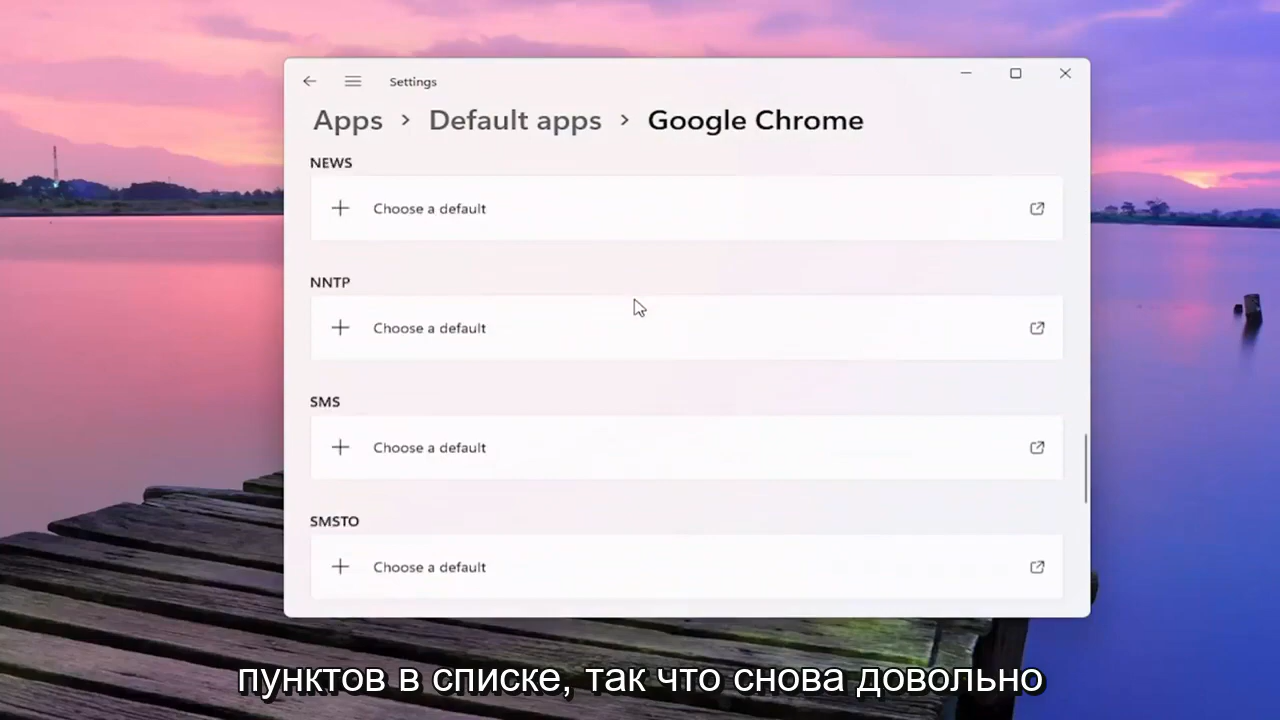 Settings
Apps > Default apps > Google Chrome
NEWS
Choose a default
NNTP
Choose a default
SMS
Choose a default
SMSTO
Choose a default
пунктов в списке, так что снова довольно